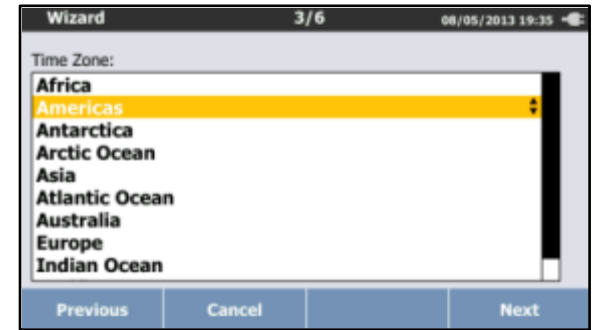 Wizard 3/6 08/05/2013 19:35
Time Zone:
Africa
Americas
Antarctica
Arctic Ocean
Asia
Atlantic Ocean
Australia
Europe
Indian Ocean
Previous Cancel Next